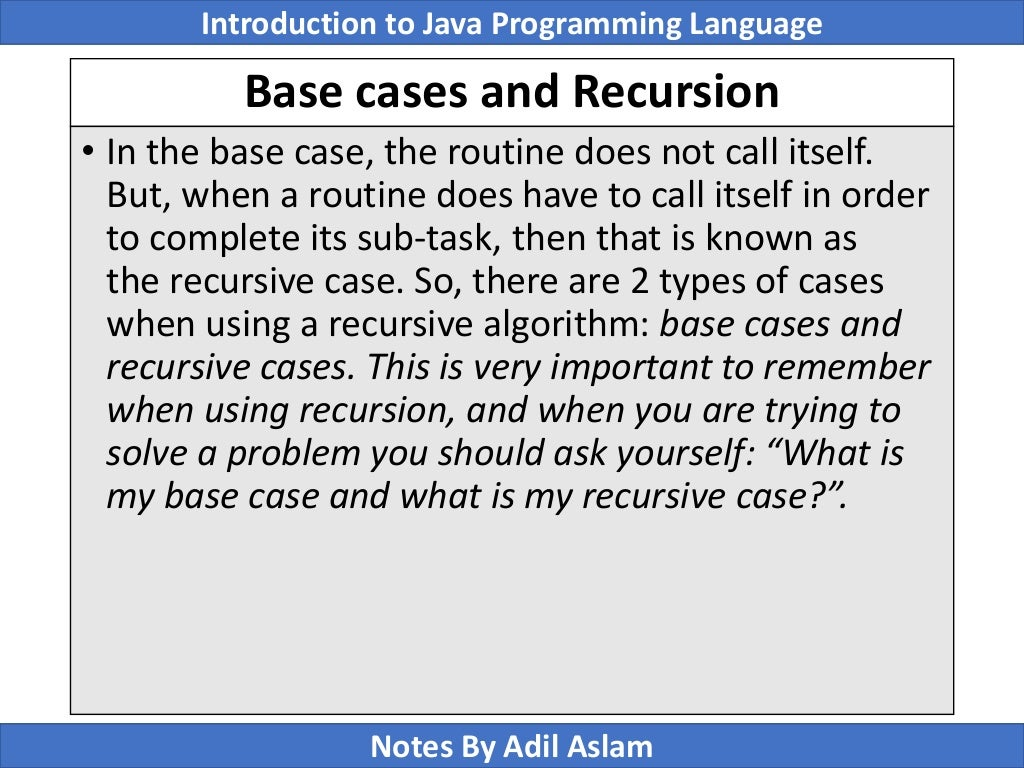 Introduction to Java Programming Language
Base cases and Recursion
• In the base case, the routine does not call itself.
But, when a routine does have to call itself in order
to complete its sub-task, then that is known as
the recursive case. So, there are 2 types of cases
when using a recursive algorithm: base cases and
recursive cases. This is very important to remember
when using recursion, and when you are trying to
solve a problem you should ask yourself: “What is
my base case and what is my recursive case?”.
Notes By Adil Aslam